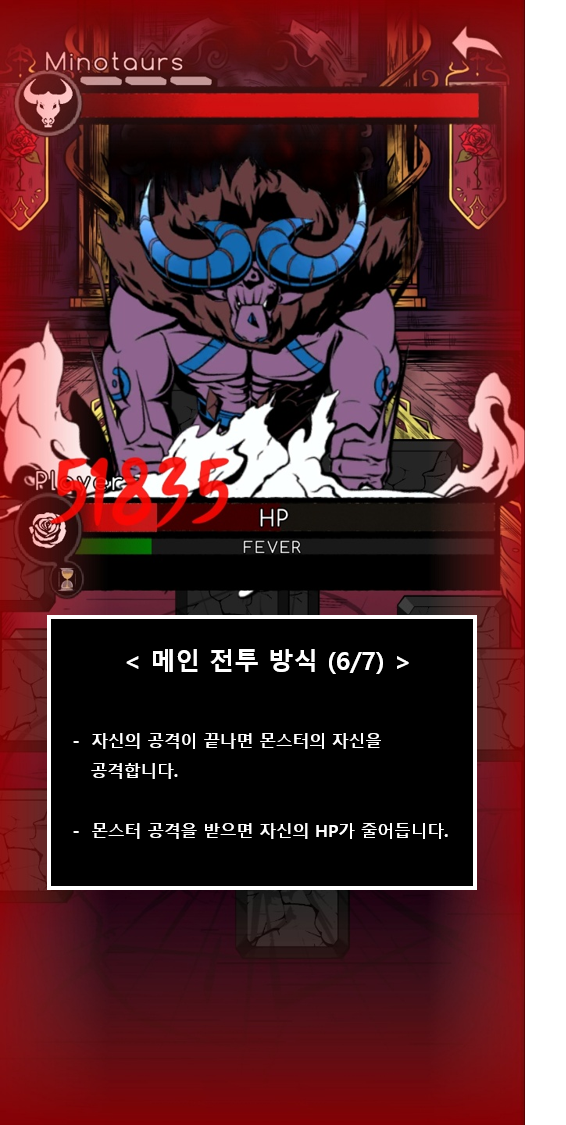 Minotaurs
Player
51835
HP
FEVER
< 메인 전투 방식 (6/7) >
- 자신의 공격이 끝나면 몬스터의 자신을
공격합니다.
- 몬스터 공격을 받으면 자신의 HP가 줄어듭니다.